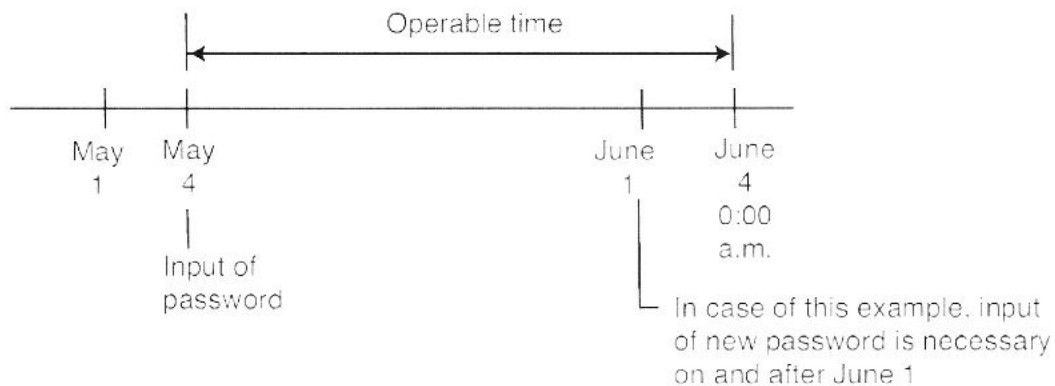 Operable time
May
1
May
4
June
1
June
4
0:00
a.m.
Input of
password
In case of this example, input
of new password is necessary
on and after June 1